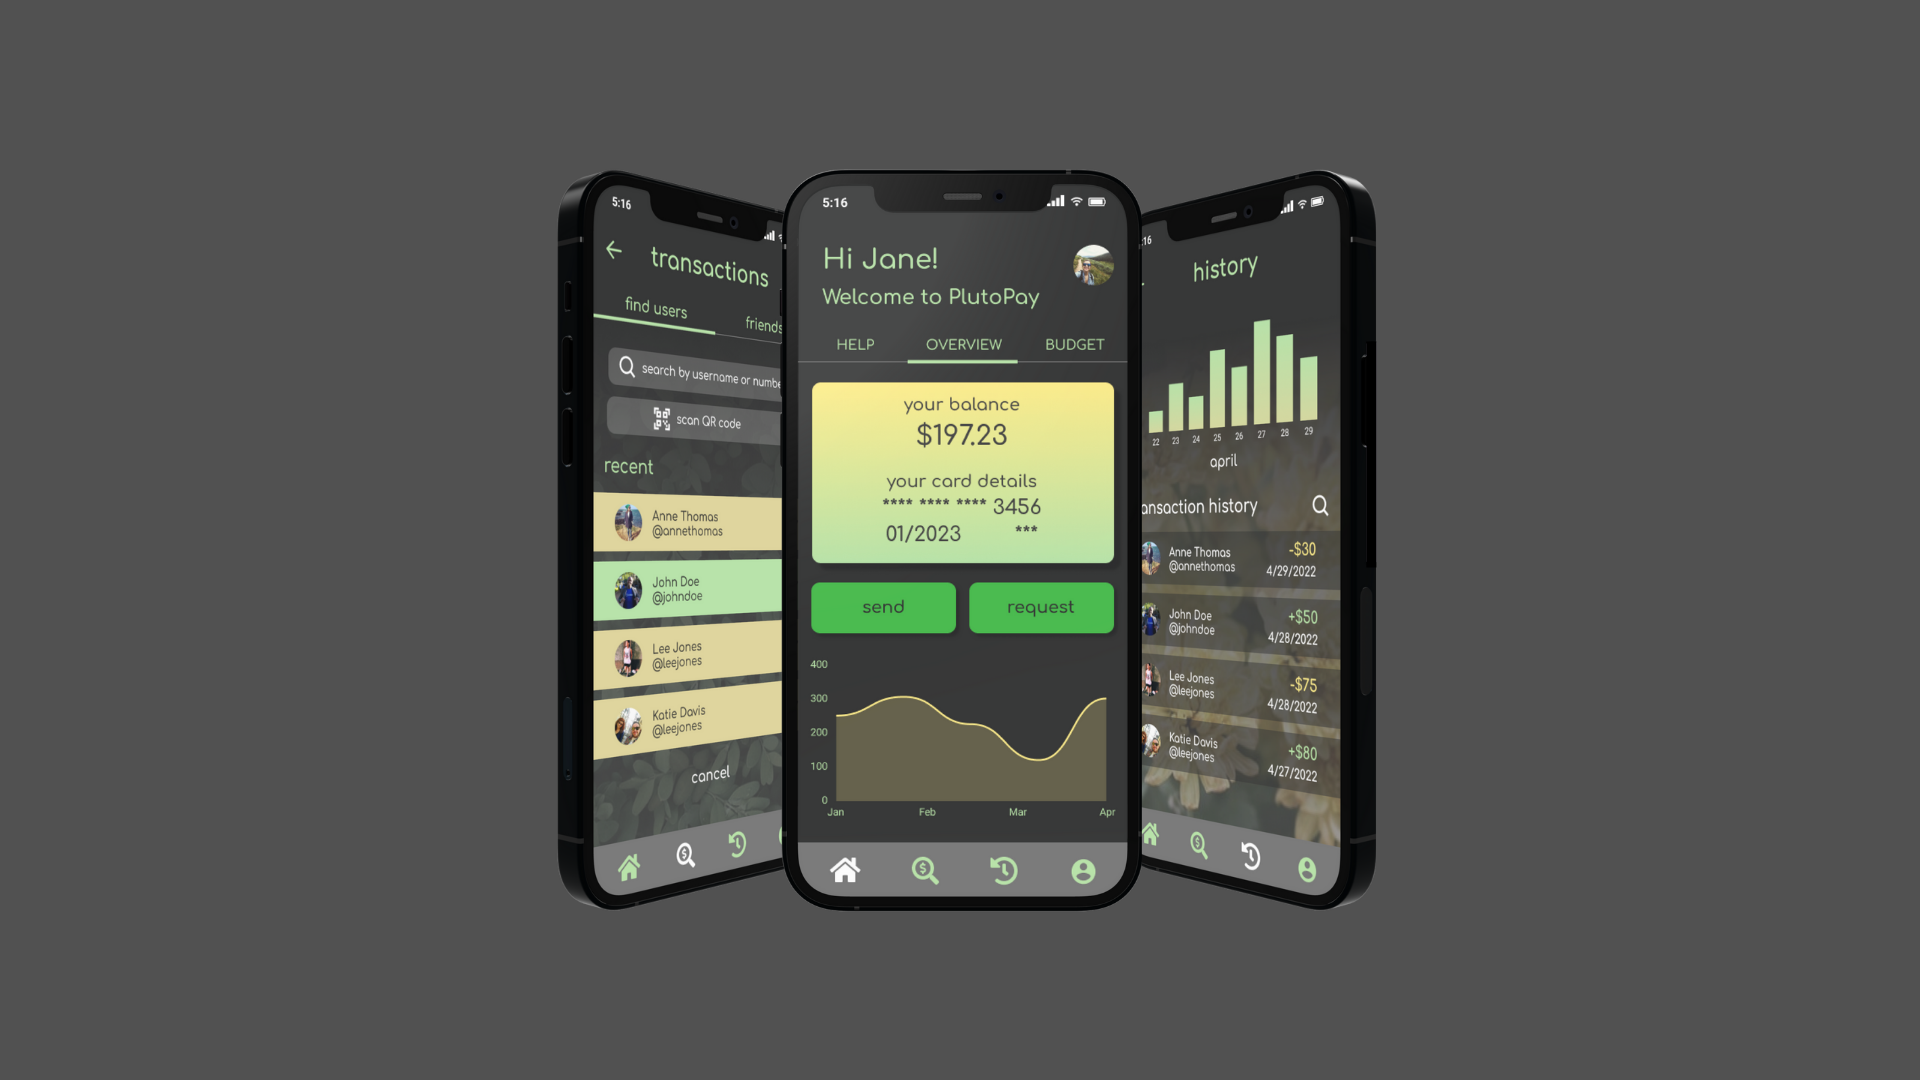 5:16
transactions
find users
friends
search by username or numbe
scan QR code
recent
Anne Thomas
@annethomas
John Doe
@johndoe
Lee Jones
@leejones
Katie Davis
@leejones
cancel
5:16
Hi Jane!
Welcome to PlutoPay
HELP OVERVIEW BUDGET
your balance
$197.23
your card details
**** **** **** 3456
01/2023 ***
send request
400
300
200
100
0
Jan Feb Mar Apr
:16
history
22 23 24 25 26 27 28 29
april
ansaction history
Anne Thomas -$30
@annethomas 4/29/2022
John Doe +$50
@johndoe 4/28/2022
Lee Jones -$75
@leejones 4/28/2022
Katie Davis +$80
@leejones 4/27/2022